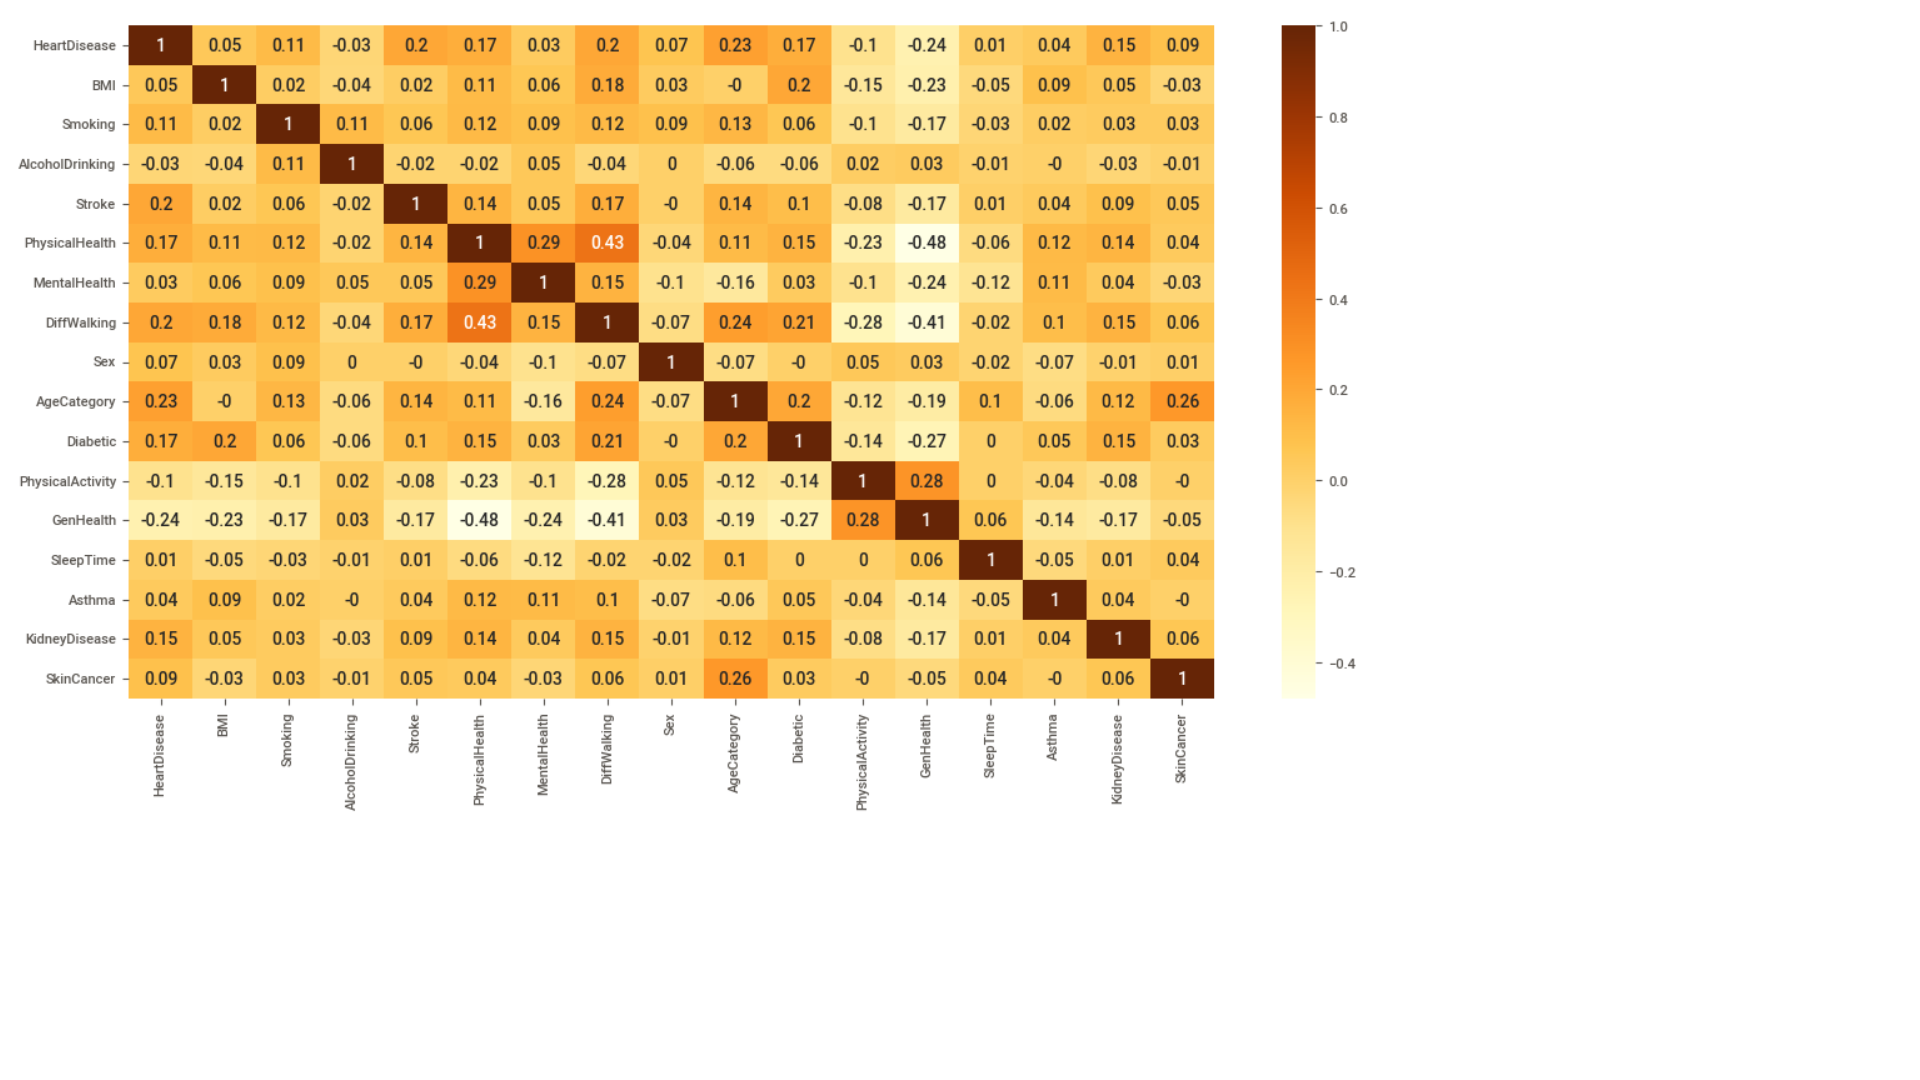 HeartDisease 1 0.05 0.11 -0.03 0.2 0.17 0.03 0.2 0.07 0.23 0.17 -0.1 -0.24 0.01 0.04 0.15 0.09
BMI 0.05 1 0.02 -0.04 0.02 0.11 0.06 0.18 0.03 -0 0.2 -0.15 -0.23 -0.05 0.09 0.05 -0.03
Smoking 0.11 0.02 1 0.11 0.06 0.12 0.09 0.12 0.09 0.13 0.06 -0.1 -0.17 -0.03 0.02 0.03 0.03
AlcoholDrinking -0.03 -0.04 0.11 1 -0.02 -0.02 0.05 -0.04 0 -0.06 -0.06 0.02 0.03 -0.01 -0 -0.03 -0.01
Stroke 0.2 0.02 0.06 -0.02 1 0.14 0.05 0.17 -0 0.14 0.1 -0.08 -0.17 0.01 0.04 0.09 0.05
PhysicalHealth 0.17 0.11 0.12 -0.02 0.14 1 0.29 0.43 -0.04 0.11 0.15 -0.23 -0.48 -0.06 0.12 0.14 0.04
MentalHealth 0.03 0.06 0.09 0.05 0.05 0.29 1 0.15 -0.1 -0.16 0.03 -0.1 -0.24 -0.12 0.11 0.04 -0.03
DiffWalking 0.2 0.18 0.12 -0.04 0.17 0.43 0.15 1 -0.07 0.24 0.21 -0.28 -0.41 -0.02 0.1 0.15 0.06
Sex 0.07 0.03 0.09 0 -0 -0.04 -0.1 -0.07 1 -0.07 -0 0.05 0.03 -0.02 -0.07 -0.01 0.01
AgeCategory 0.23 -0 0.13 -0.06 0.14 0.11 -0.16 0.24 -0.07 1 0.2 -0.12 -0.19 0.1 -0.06 0.12 0.26
Diabetic 0.17 0.2 0.06 -0.06 0.1 0.15 0.03 0.21 -0 0.2 1 -0.14 -0.27 0 0.05 0.15 0.03
PhysicalActivity -0.1 -0.15 -0.1 0.02 -0.08 -0.23 -0.1 -0.28 0.05 -0.12 -0.14 1 0.28 0 -0.04 -0.08 -0
GenHealth -0.24 -0.23 -0.17 0.03 -0.17 -0.48 -0.24 -0.41 0.03 -0.19 -0.27 0.28 1 0.06 -0.14 -0.17 -0.05
SleepTime 0.01 -0.05 -0.03 -0.01 0.01 -0.06 -0.12 -0.02 -0.02 0.1 0 0 0.06 1 -0.05 0.01 0.04
Asthma 0.04 0.09 0.02 -0 0.04 0.12 0.11 0.1 -0.07 -0.06 0.05 -0.04 -0.14 -0.05 1 0.04 -0
KidneyDisease 0.15 0.05 0.03 -0.03 0.09 0.14 0.04 0.15 -0.01 0.12 0.15 -0.08 -0.17 0.01 0.04 1 0.06
SkinCancer 0.09 -0.03 0.03 -0.01 0.05 0.04 -0.03 0.06 0.01 0.26 0.03 -0 -0.05 0.04 -0 0.06 1
HeartDisease
BMI
Smoking
AlcoholDrinking
Stroke
PhysicalHealth
MentalHealth
DiffWalking
Sex
AgeCategory
Diabetic
PhysicalActivity
GenHealth
SleepTime
Asthma
KidneyDisease
SkinCancer
1.0
0.8
0.6
0.4
0.2
0.0
-0.2
-0.4